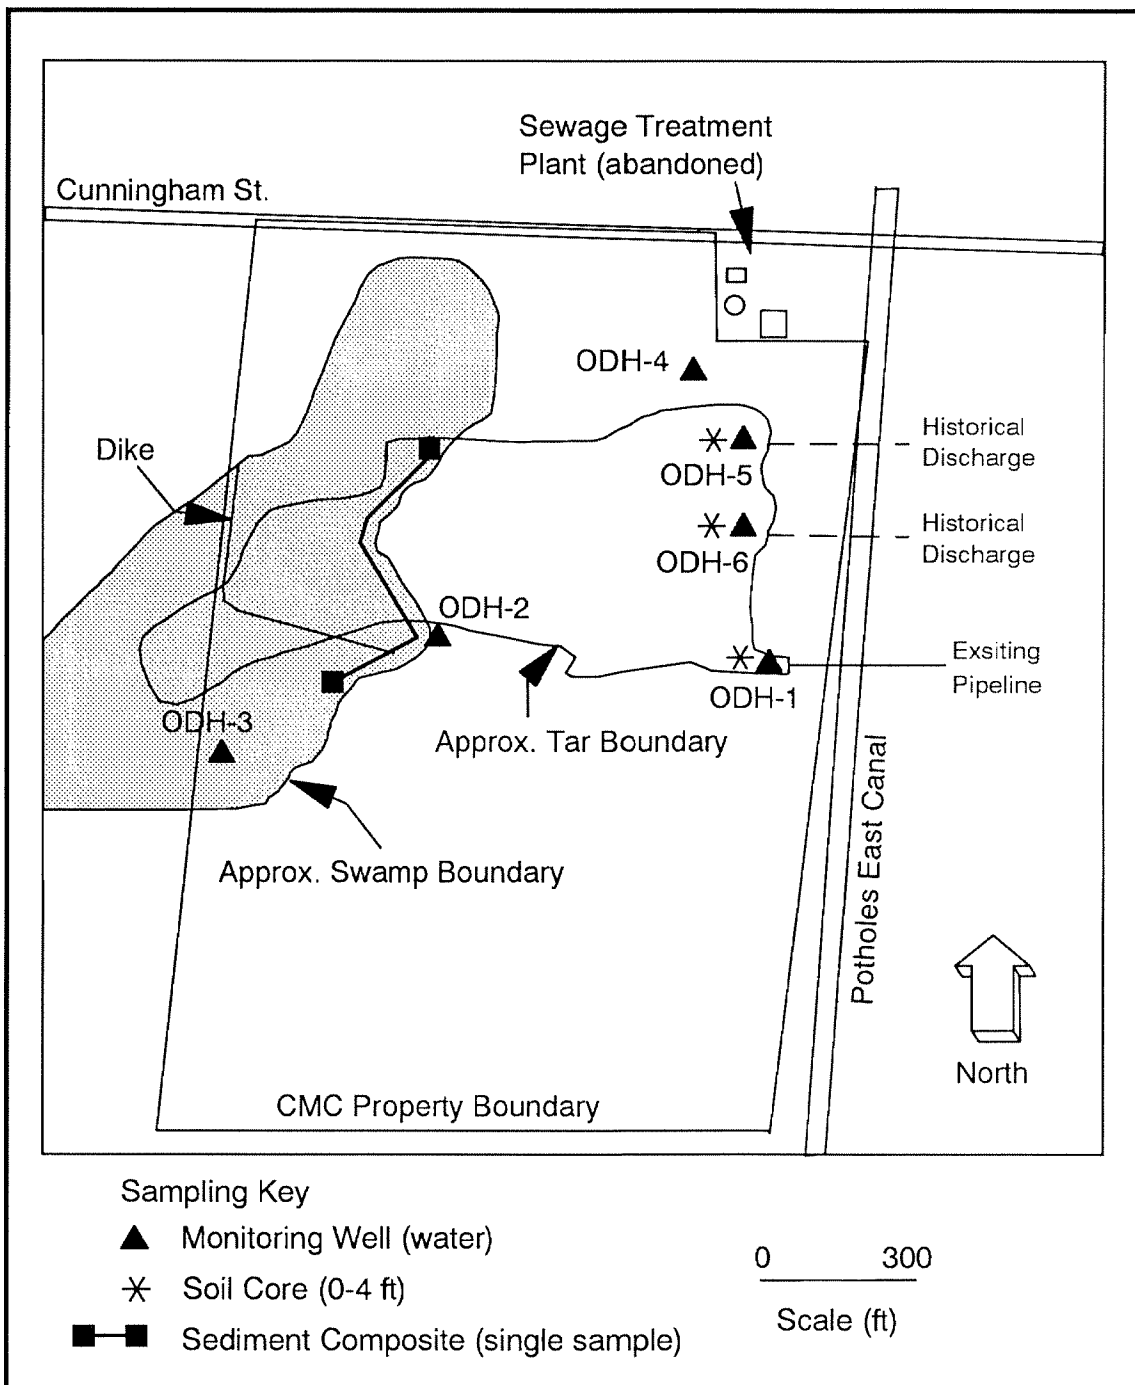 Sewage Treatment
Plant (abandoned)
Cunningham St.
ODH-4
Dike
Historical
Discharge
ODH-5
Historical
Discharge
ODH-6
ODH-2
Exsiting
Pipeline
ODH-1
ODH-3
Approx. Tar Boundary
Approx. Swamp Boundary
Potholes East Canal
North
CMC Property Boundary
Sampling Key
Monitoring Well (water)
Soil Core (0-4 ft)
Sediment Composite (single sample)
0 300
Scale (ft)